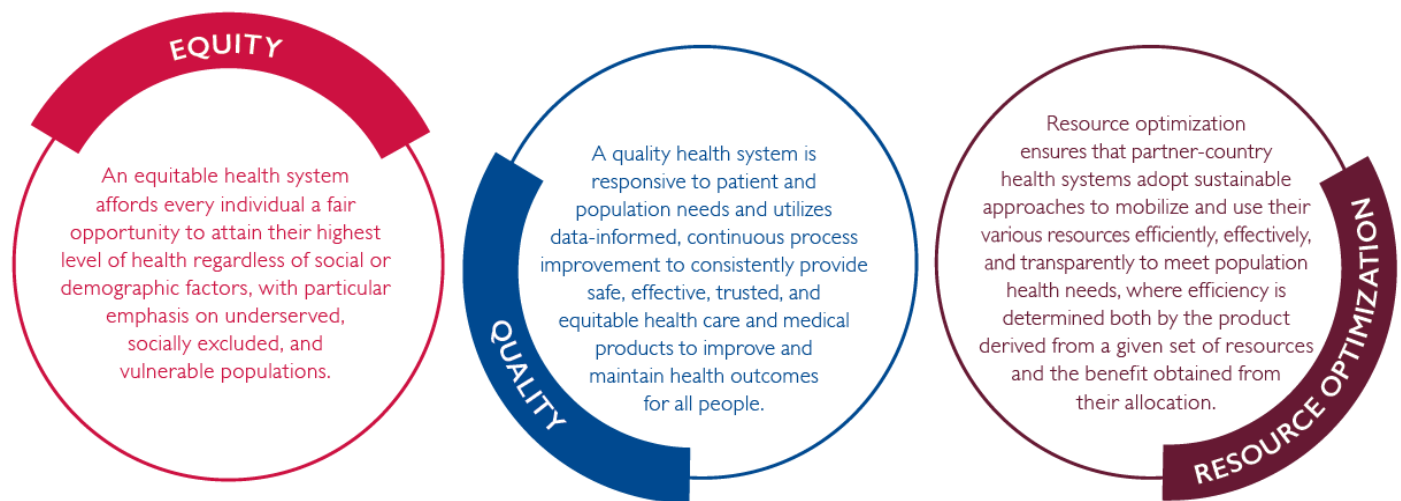 EQUITY
An equitable health system
affords every individual a fair
opportunity to attain their highest
level of health regardless of social or
demographic factors, with particular
emphasis on underserved,
socially excluded, and
vulnerable populations.
QUALITY
A quality health system is
responsive to patient and
population needs and utilizes
data-informed, continuous process
improvement to consistently provide
safe, effective, trusted, and
equitable health care and medical
products to improve and
maintain health outcomes
for all people.
RESOURCE OPTIMIZATION
Resource optimization
ensures that partner-country
health systems adopt sustainable
approaches to mobilize and use their
various resources efficiently, effectively,
and transparently to meet population
health needs, where efficiency is
determined both by the product
derived from a given set of resources
and the benefit obtained from
their allocation.